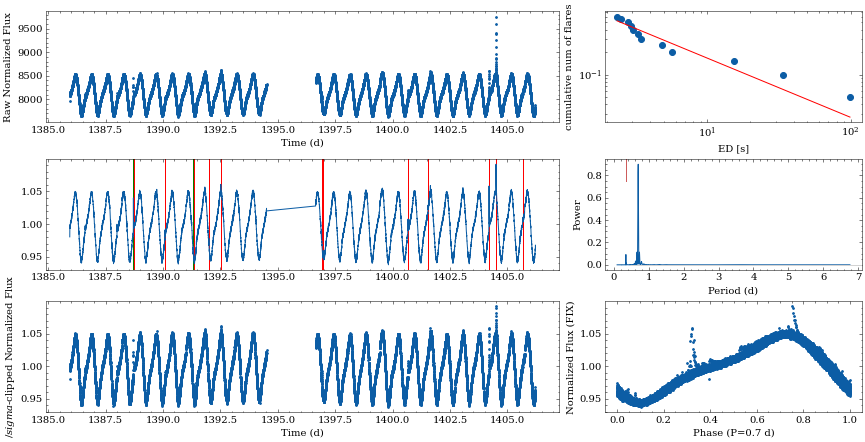 Raw Normalized Flux
9500
9000
8500
8000
1385.0 1387.5 1390.0 1392.5 1395.0 1397.5 1400.0 1402.5 1405.0
Time (d)
cumulative num of flares
10⁻¹
10¹ 10²
ED [s]
1.05
1.00
0.95
1385.0 1387.5 1390.0 1392.5 1395.0 1397.5 1400.0 1402.5 1405.0
Power
0.8
0.6
0.4
0.2
0.0
0 1 2 3 4 5 6 7
Period (d)
/sigma-clipped Normalized Flux
1.05
1.00
0.95
1385.0 1387.5 1390.0 1392.5 1395.0 1397.5 1400.0 1402.5 1405.0
Time (d)
Normalized Flux (FIX)
1.05
1.00
0.95
0.0 0.2 0.4 0.6 0.8 1.0
Phase (P=0.7 d)